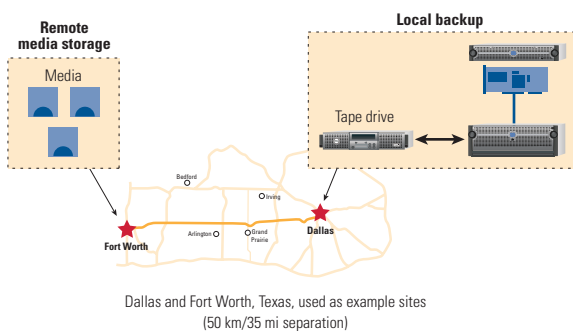 Remote
media storage
Media
Local backup
Tape drive
Bedford
Irving
Fort Worth
Arlington
Grand
Prairie
Dallas
Dallas and Fort Worth, Texas, used as example sites
(50 km/35 mi separation)